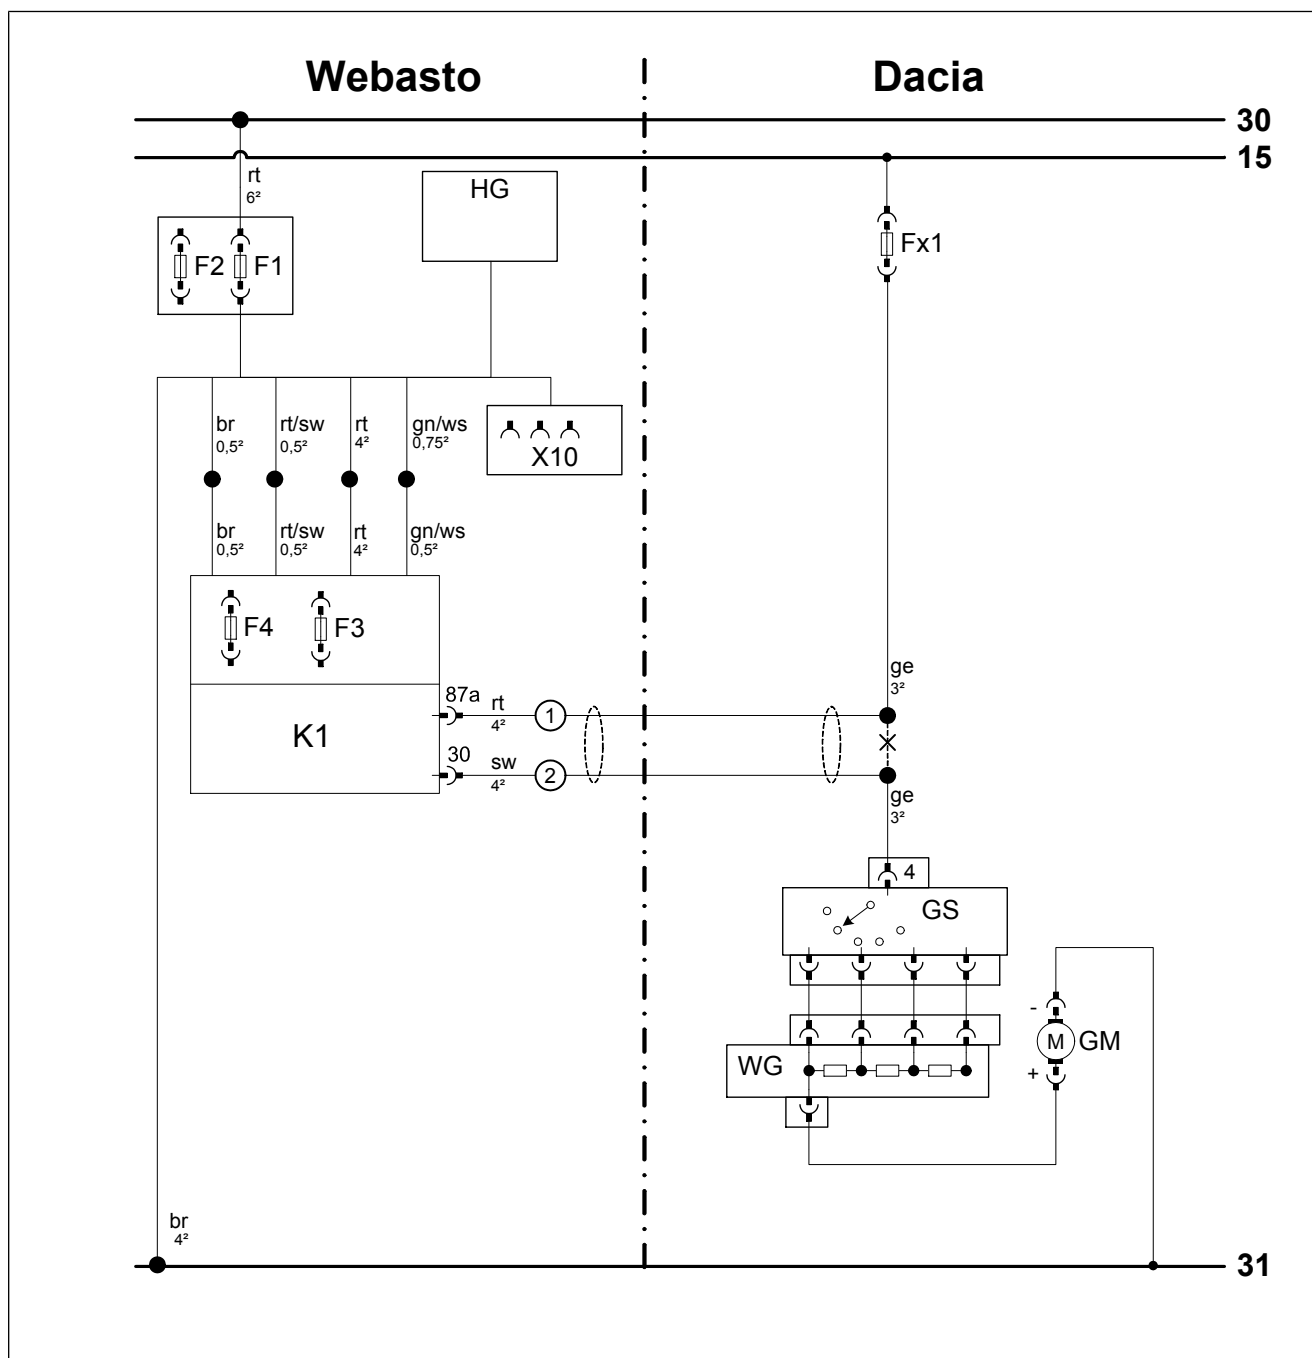 Webasto
Dacia
30
15
rt
6²
HG
F2
F1
Fx1
br
0,5²
rt/sw
0,5²
rt
4²
gn/ws
0,75²
X10
br
0,5²
rt/sw
0,5²
rt
4²
gn/ws
0,5²
F4
F3
ge
3²
87a
rt
4²
1
K1
30
sw
4²
2
ge
3²
4
GS
-
M
GM
WG
+
br
4²
31